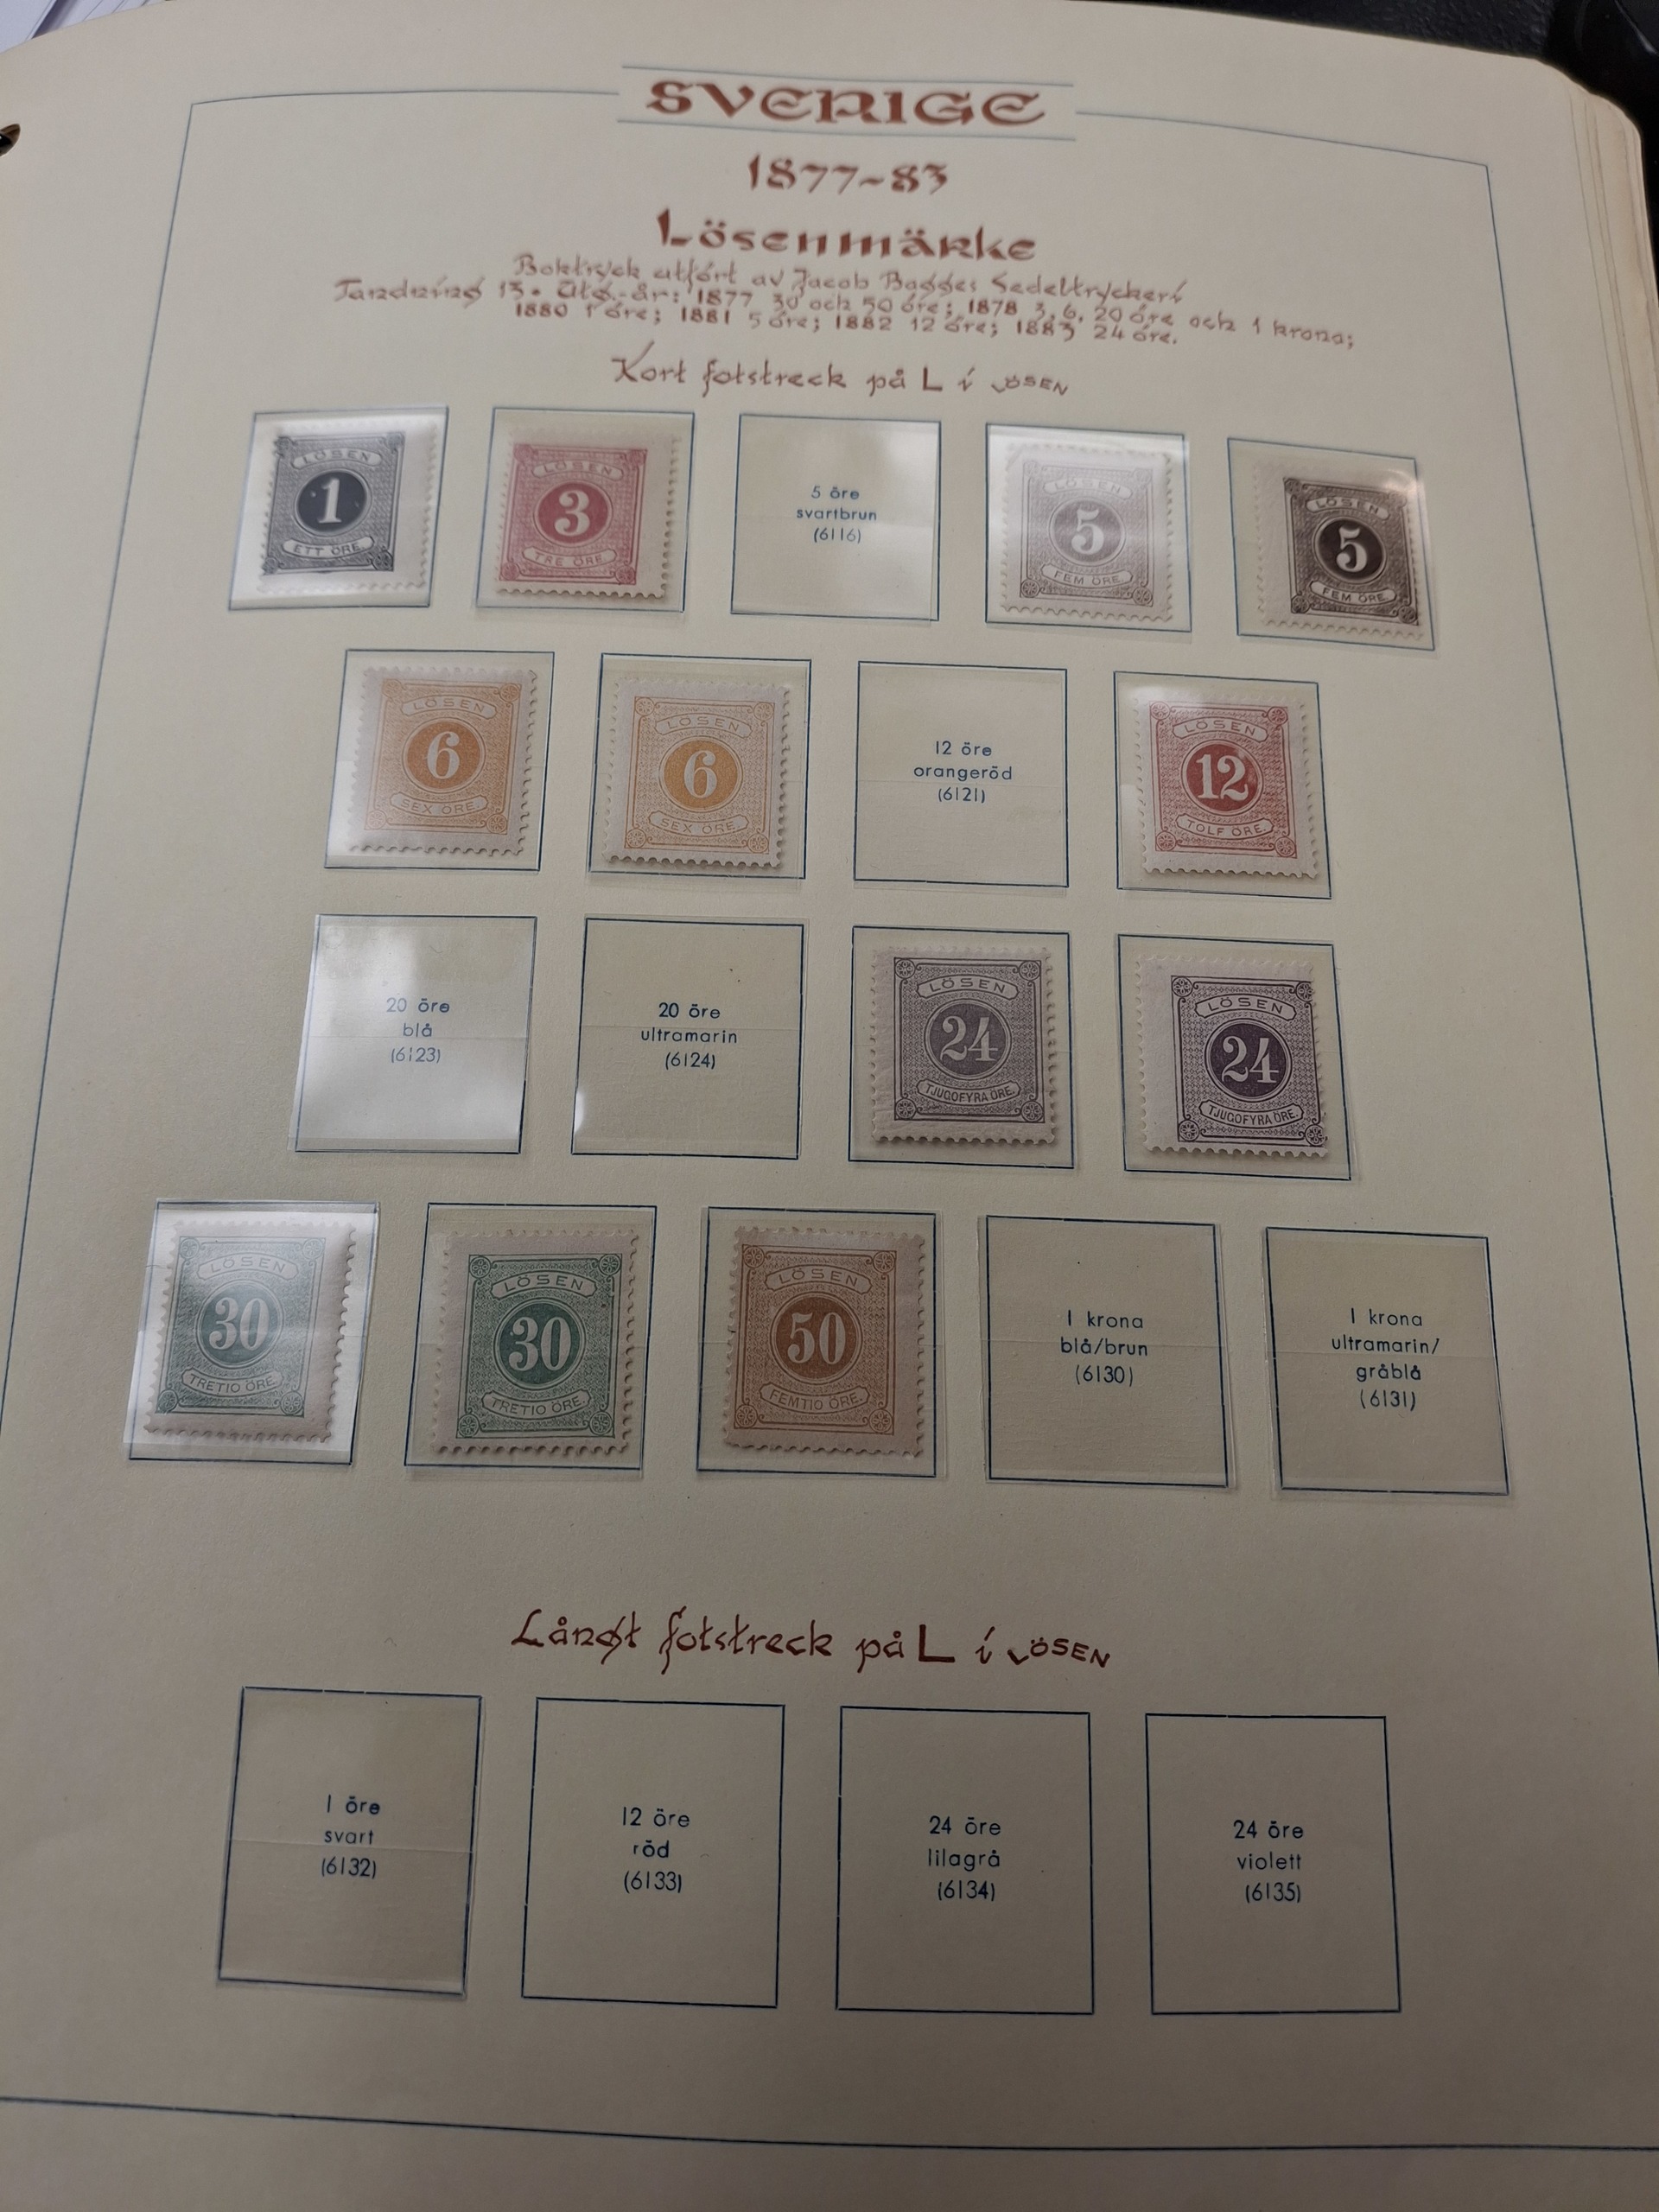 SVERIGE
1877-83
Lösenmärke
Boktryck utfört av Jacob Bagges Sedeltryckeri
Tandning 13. Utg.-år: 1877 30 och 50 öre; 1878 3, 6, 20 öre och 1 krona;
1880 1 öre; 1881 5 öre; 1882 12 öre; 1883 24 öre.
Kort fotstreck på L i LÖSEN
LÖSEN
1
ETT ÖRE.
LÖSEN
3
TRE ÖRE.
5 öre
svartbrun
(6116)
LÖSEN
5
FEM ÖRE.
LÖSEN
5
FEM ÖRE.
LÖSEN
6
SEX ÖRE.
LÖSEN
6
SEX ÖRE.
12 öre
orangeröd
(6121)
LÖSEN
12
TOLF ÖRE.
20 öre
blå
(6123)
20 öre
ultramarin
(6124)
LÖSEN
24
TJUGOFYRA ÖRE.
LÖSEN
24
TJUGOFYRA ÖRE.
LÖSEN
30
TRETIO ÖRE.
LÖSEN
30
TRETIO ÖRE.
LÖSEN
50
FEMTIO ÖRE.
1 krona
blå/brun
(6130)
1 krona
ultramarin/
gråblå
(6131)
Långt fotstreck på L i LÖSEN
1 öre
svart
(6132)
12 öre
röd
(6133)
24 öre
lilagrå
(6134)
24 öre
violett
(6135)